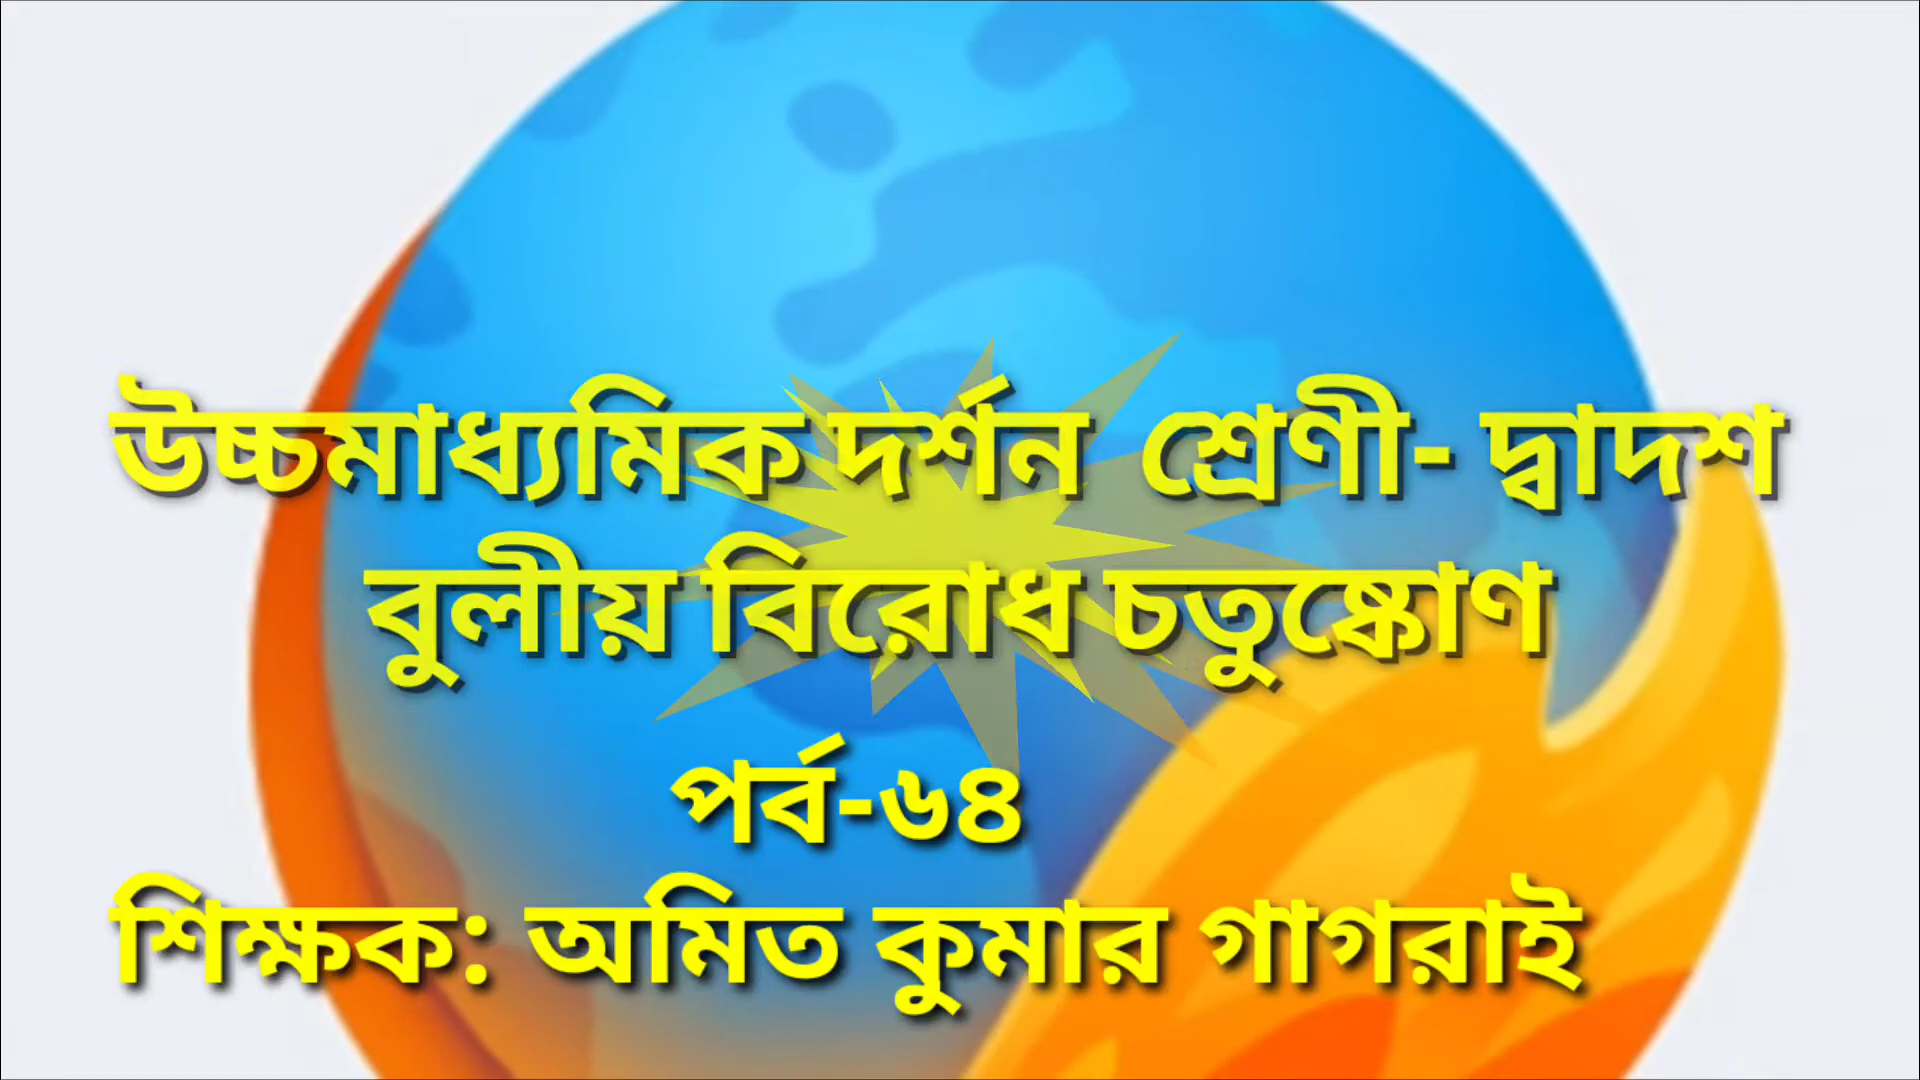 উচ্চমাধ্যমিক দর্শন শ্রেণী- দ্বাদশ
বুলীয় বিরোধ চতুষ্কোণ
পর্ব-৬৪
শিক্ষক: অমিত কুমার গাগরাই